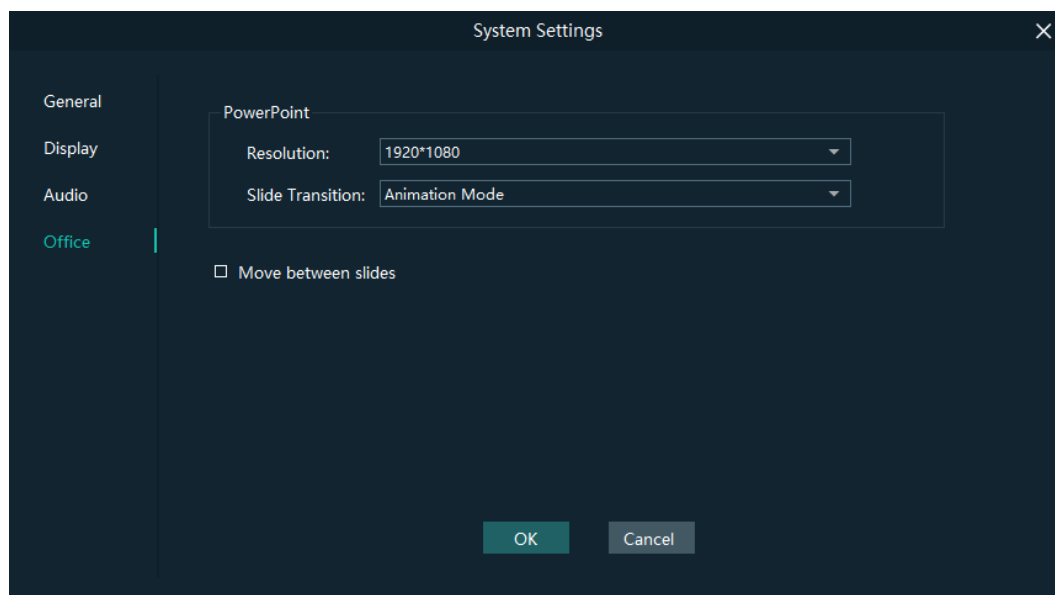 System Settings
General
Display
Audio
Office
PowerPoint
Resolution: 1920*1080
Slide Transition: Animation Mode
Move between slides
OK Cancel